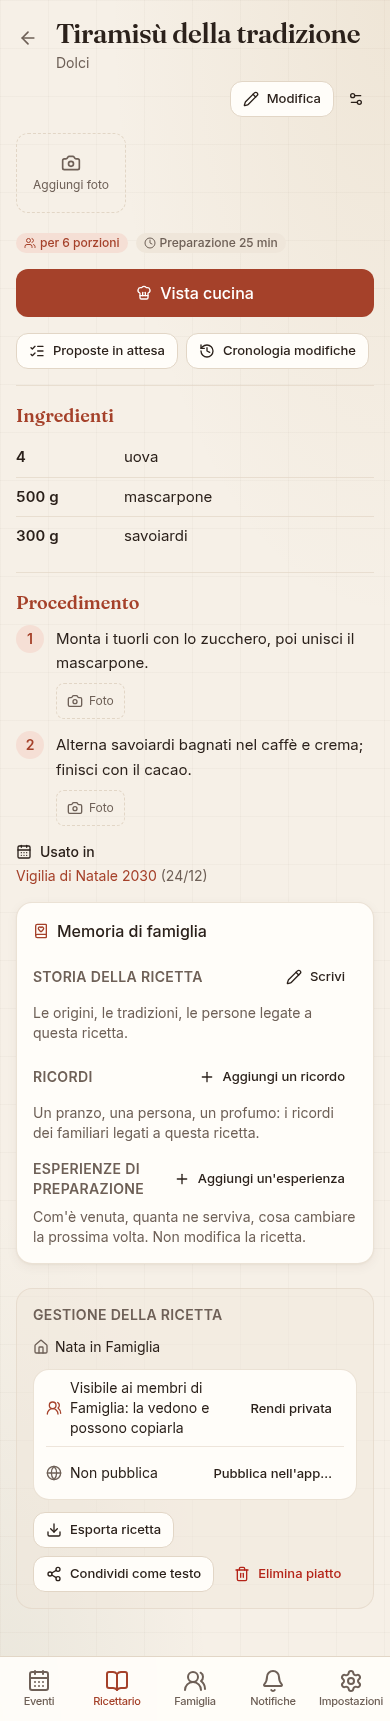 Tiramisù della tradizione
Dolci
Modifica
Aggiungi foto
per 6 porzioni
Preparazione 25 min
Vista cucina
Proposte in attesa
Cronologia modifiche
Ingredienti
4 uova
500 g mascarpone
300 g savoiardi
Procedimento
1 Monta i tuorli con lo zucchero, poi unisci il
mascarpone.
Foto
2 Alterna savoiardi bagnati nel caffè e crema;
finisci con il cacao.
Foto
Usato in
Vigilia di Natale 2030 (24/12)
Memoria di famiglia
STORIA DELLA RICETTA
Scrivi
Le origini, le tradizioni, le persone legate a
questa ricetta.
RICORDI
Aggiungi un ricordo
Un pranzo, una persona, un profumo: i ricordi
dei familiari legati a questa ricetta.
ESPERIENZE DI
PREPARAZIONE
Aggiungi un'esperienza
Com'è venuta, quanta ne serviva, cosa cambiare
la prossima volta. Non modifica la ricetta.
GESTIONE DELLA RICETTA
Nata in Famiglia
Visibile ai membri di
Famiglia: la vedono e
possono copiarla
Rendi privata
Non pubblica
Pubblica nell'app…
Esporta ricetta
Condividi come testo
Elimina piatto
Eventi
Ricettario
Famiglia
Notifiche
Impostazioni